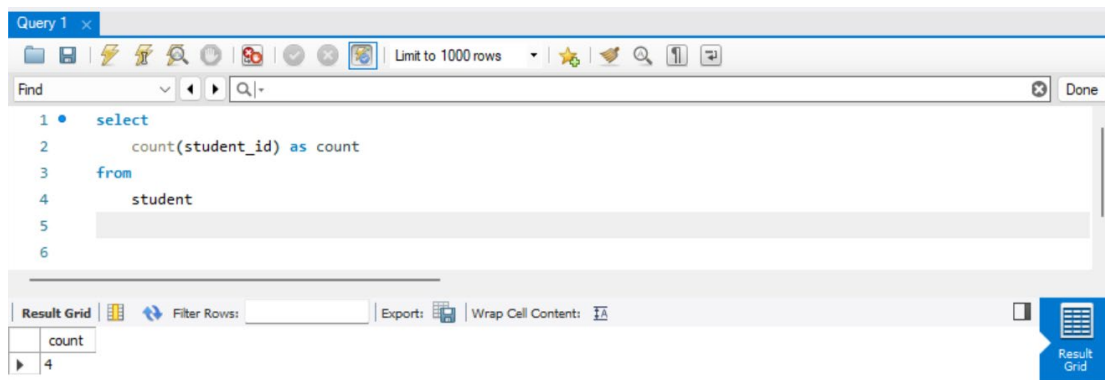 Query 1
Limit to 1000 rows
Find
Done
1 select
2 count(student_id) as count
3 from
4 student
5
6
Result Grid Filter Rows: Export: Wrap Cell Content: IA
count
4
Result
Grid